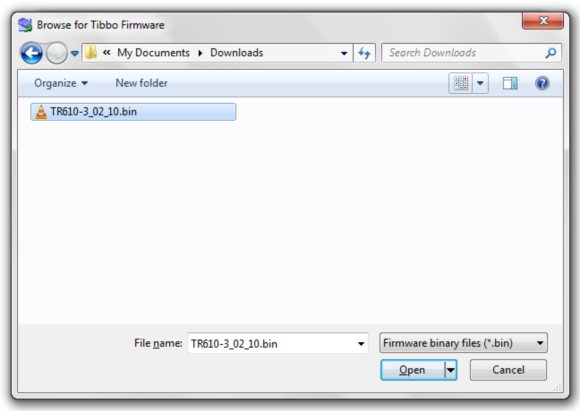 Browse for Tibbo Firmware
« My Documents Downloads Search Downloads
Organize New folder
TR610-3_02_10.bin
File name: TR610-3_02_10.bin Firmware binary files (*.bin)
Open Cancel